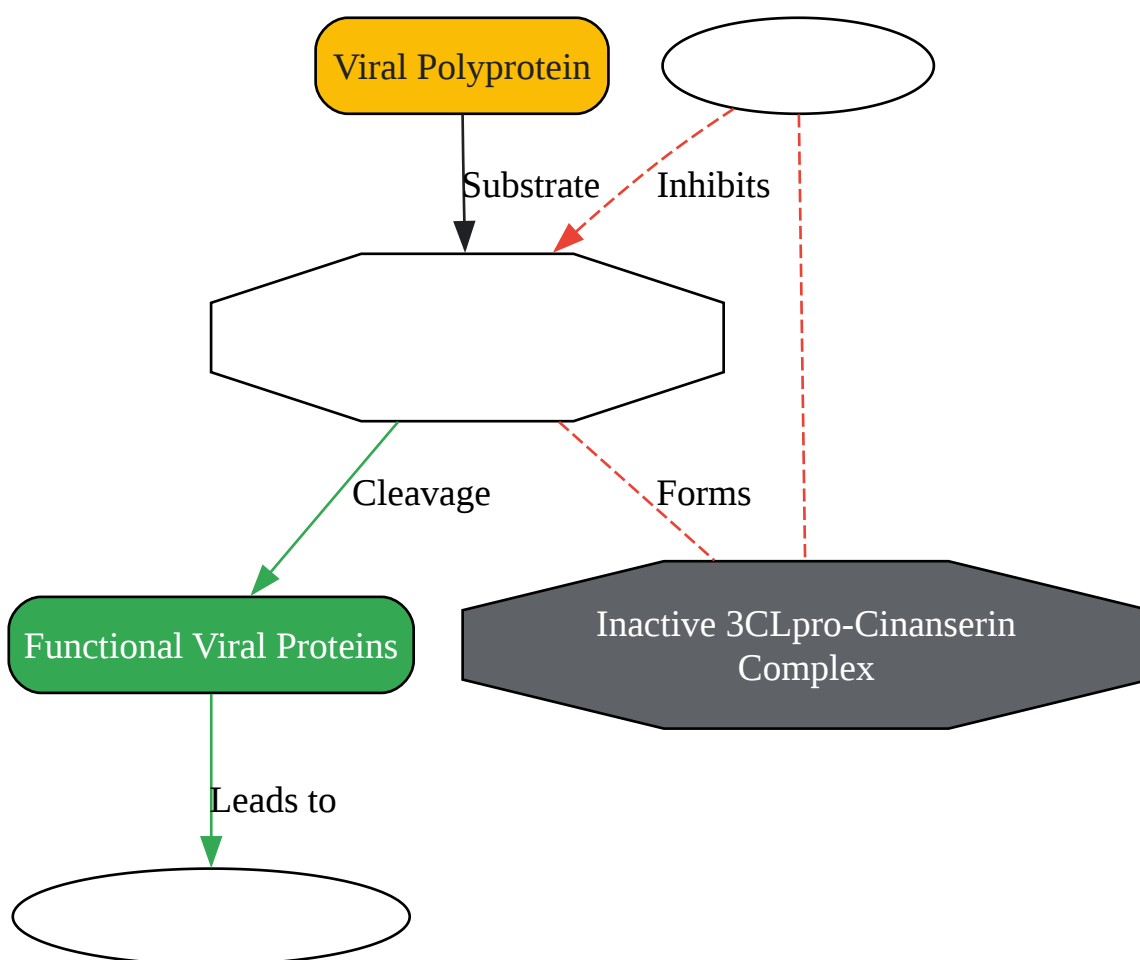 Viral Polyprotein
Substrate
Inhibits
Cleavage
Forms
Functional Viral Proteins
Inactive 3CLpro-Cinanserin
Complex
Leads to